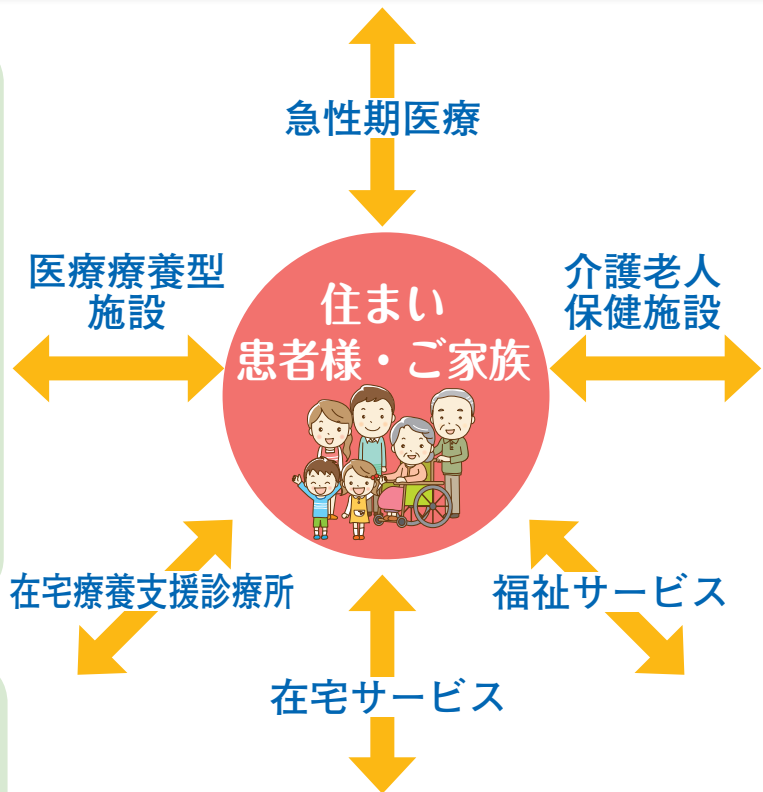 急性期医療
医療療養型
施設
介護老人
保健施設
住まい
患者様・ご家族
在宅療養支援診療所
福祉サービス
在宅サービス